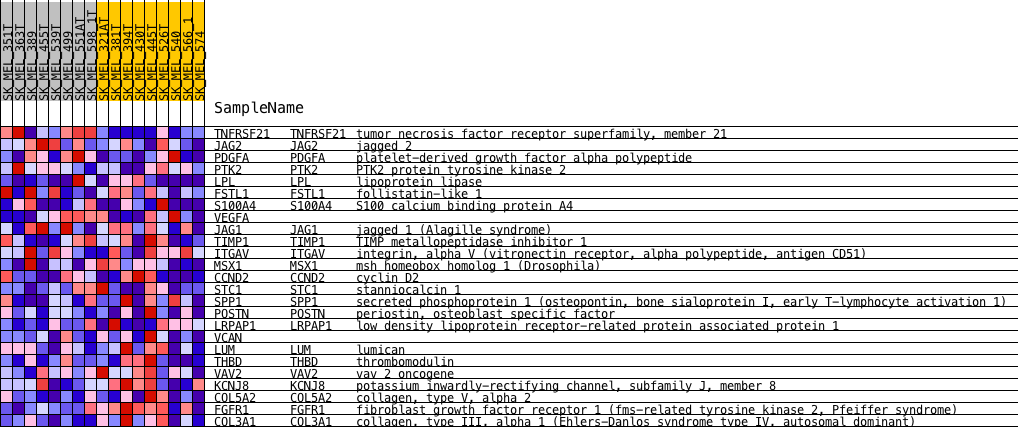 SK_MEL_351T
SK_MEL_363T
SK_MEL_389
SK_MEL_455T
SK_MEL_539T
SK_MEL_499
SK_MEL_551AT
SK_MEL_598_1T
SK_MEL_321AT
SK_MEL_381T
SK_MEL_394T
SK_MEL_430T
SK_MEL_445T
SK_MEL_526T
SK_MEL_540
SK_MEL_566_1
SK_MEL_574
SampleName
TNFRSF21 TNFRSF21 tumor necrosis factor receptor superfamily, member 21
JAG2 JAG2 jagged 2
PDGFA PDGFA platelet-derived growth factor alpha polypeptide
PTK2 PTK2 PTK2 protein tyrosine kinase 2
LPL LPL lipoprotein lipase
FSTL1 FSTL1 follistatin-like 1
S100A4 S100A4 S100 calcium binding protein A4
VEGFA
JAG1 JAG1 jagged 1 (Alagille syndrome)
TIMP1 TIMP1 TIMP metallopeptidase inhibitor 1
ITGAV ITGAV integrin, alpha V (vitronectin receptor, alpha polypeptide, antigen CD51)
MSX1 MSX1 msh homeobox homolog 1 (Drosophila)
CCND2 CCND2 cyclin D2
STC1 STC1 stanniocalcin 1
SPP1 SPP1 secreted phosphoprotein 1 (osteopontin, bone sialoprotein I, early T-lymphocyte activation 1)
POSTN POSTN periostin, osteoblast specific factor
LRPAP1 LRPAP1 low density lipoprotein receptor-related protein associated protein 1
VCAN
LUM LUM lumican
THBD THBD thrombomodulin
VAV2 VAV2 vav 2 oncogene
KCNJ8 KCNJ8 potassium inwardly-rectifying channel, subfamily J, member 8
COL5A2 COL5A2 collagen, type V, alpha 2
FGFR1 FGFR1 fibroblast growth factor receptor 1 (fms-related tyrosine kinase 2, Pfeiffer syndrome)
COL3A1 COL3A1 collagen, type III, alpha 1 (Ehlers-Danlos syndrome type IV, autosomal dominant)